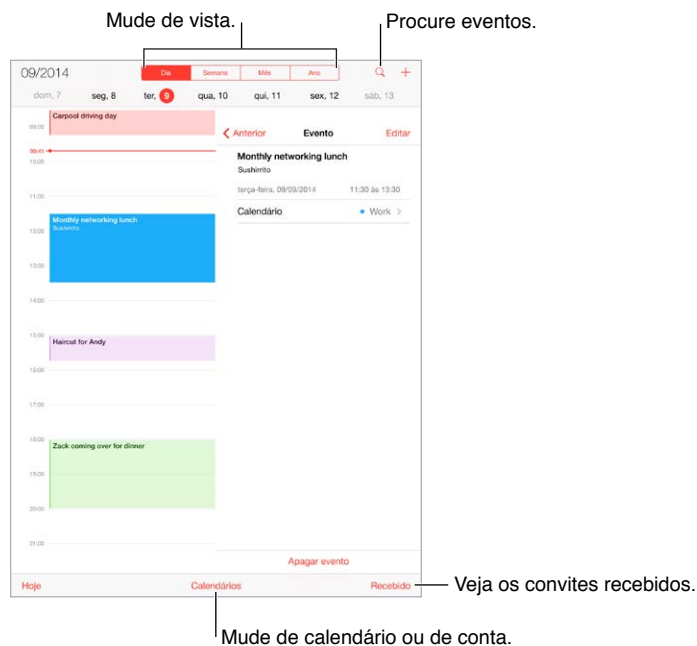 Mude de vista.
Procure eventos.
09/2014
Dia Semana Mês Ano
dom, 7 seg, 8 ter, 9 qua, 10 qui, 11 sex, 12 sáb, 13
Carpool driving day
09:00
09:41
10:00
11:00
Monthly networking lunch
Sushirrito
12:00
13:00
14:00
15:00
Haircut for Andy
16:00
17:00
18:00
Zack coming over for dinner
19:00
20:00
21:00
Anterior Evento Editar
Monthly networking lunch
Sushirrito
terça-feira, 09/09/2014 11:30 às 13:30
Calendário Work
Apagar evento
Hoje Calendários Recebido
Veja os convites recebidos.
Mude de calendário ou de conta.